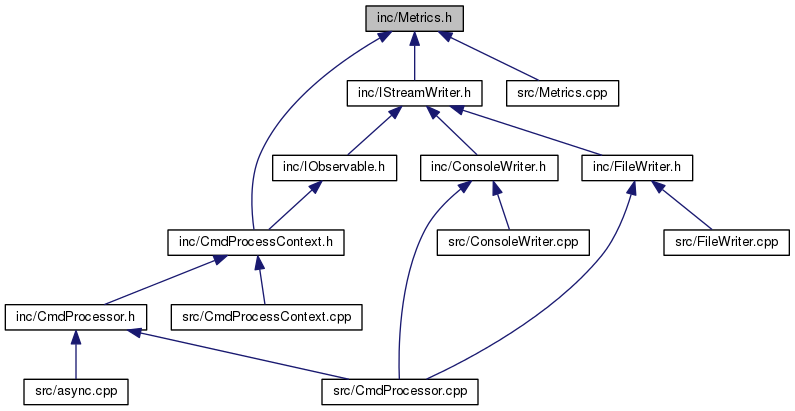 inc/Metrics.h
inc/IStreamWriter.h
src/Metrics.cpp
inc/IObservable.h
inc/ConsoleWriter.h
inc/FileWriter.h
inc/CmdProcessContext.h
src/ConsoleWriter.cpp
src/FileWriter.cpp
inc/CmdProcessor.h
src/CmdProcessContext.cpp
src/async.cpp
src/CmdProcessor.cpp